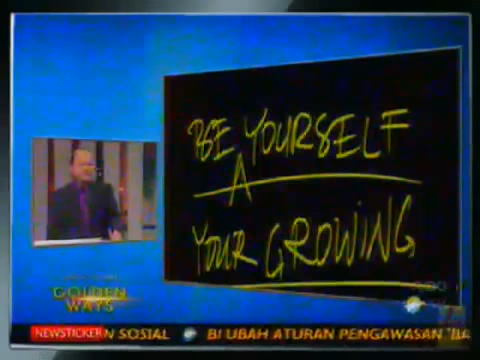 BE YOURSELF
YOUR GROWING
GOLDEN
WAYS
NEWSTICKER N SOSIAL BI UBAH ATURAN PENGAWASAN